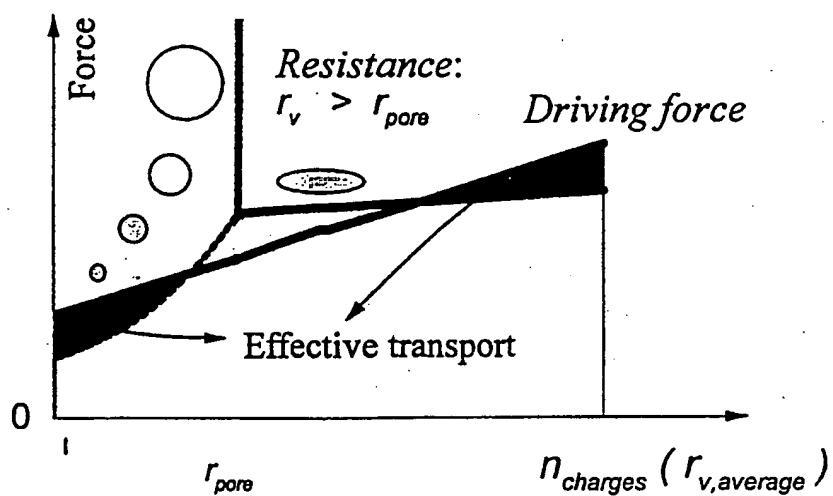 Force
Resistance:
r_v > r_pore
Driving force
Effective transport
0
r_pore
n_charges (r_v,average)